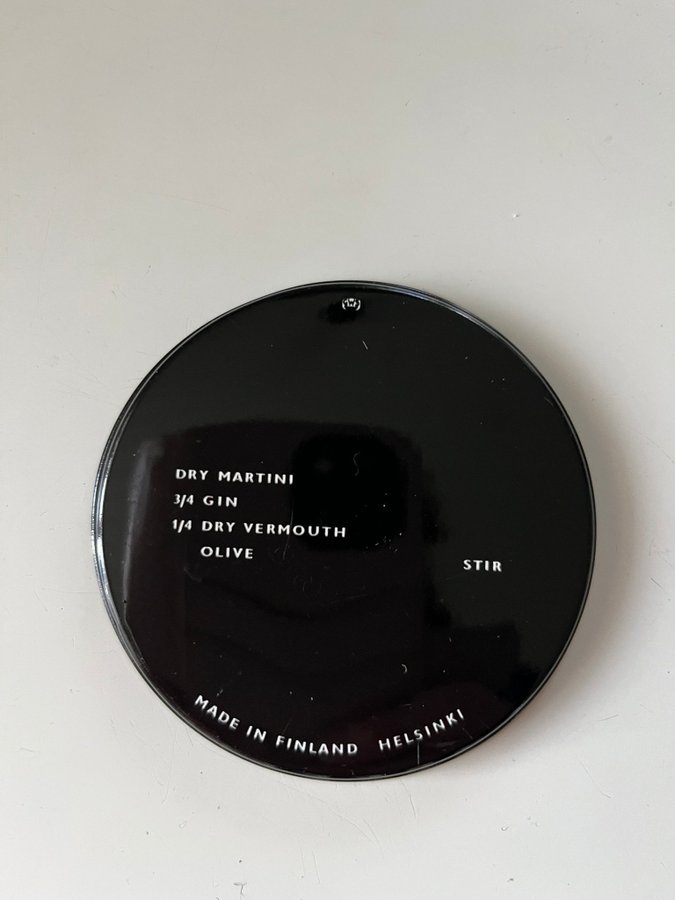 DRY MARTINI
3/4 GIN
1/4 DRY VERMOUTH
OLIVE
STIR
MADE IN FINLAND HELSINKI